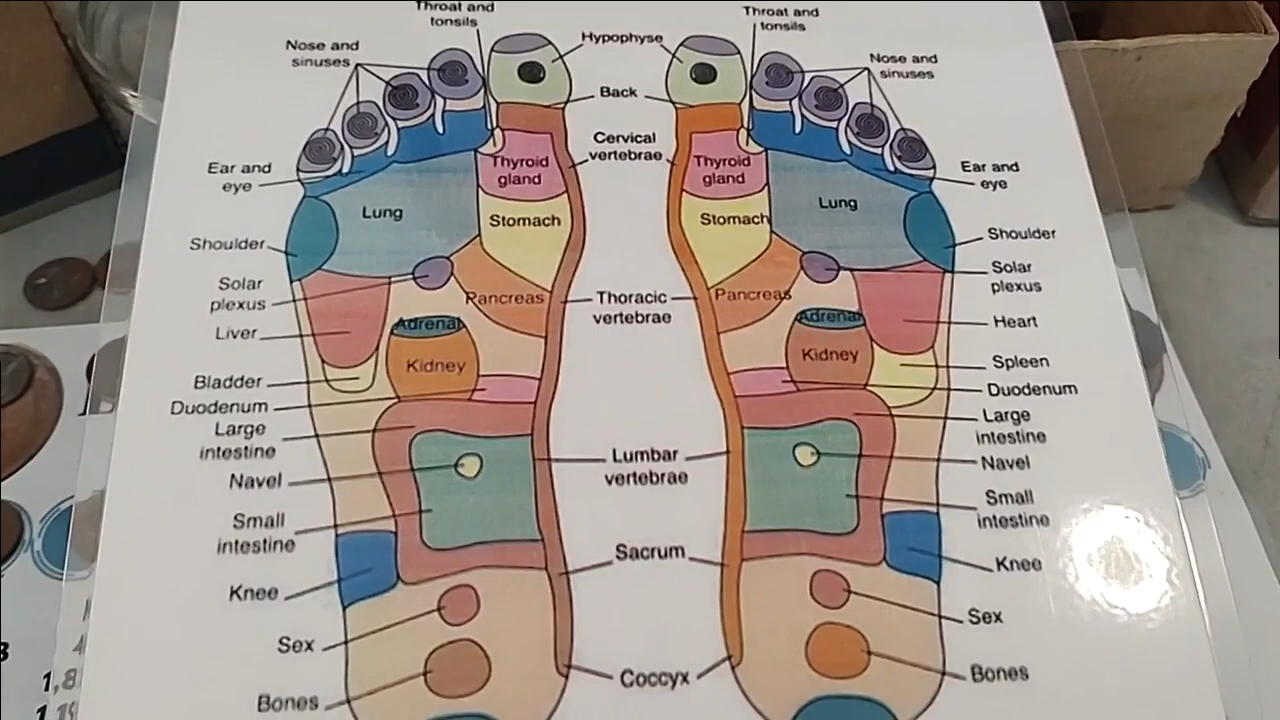 Throat and
tonsils
Throat and
tonsils
Nose and
sinuses
Hypophyse
Nose and
sinuses
Back
Cervical
vertebrae
Ear and
eye
Thyroid
gland
Thyroid
gland
Ear and
eye
Lung
Stomach
Stomach
Lung
Shoulder
Shoulder
Solar
plexus
Pancreas
Thoracic
vertebrae
Pancreas
Solar
plexus
Liver
Adrenal
Adrenal
Heart
Kidney
Kidney
Bladder
Spleen
Duodenum
Duodenum
Large
intestine
Large
intestine
Navel
Lumbar
vertebrae
Navel
Small
intestine
Small
intestine
Knee
Sacrum
Knee
Sex
Sex
Bones
Coccyx
Bones